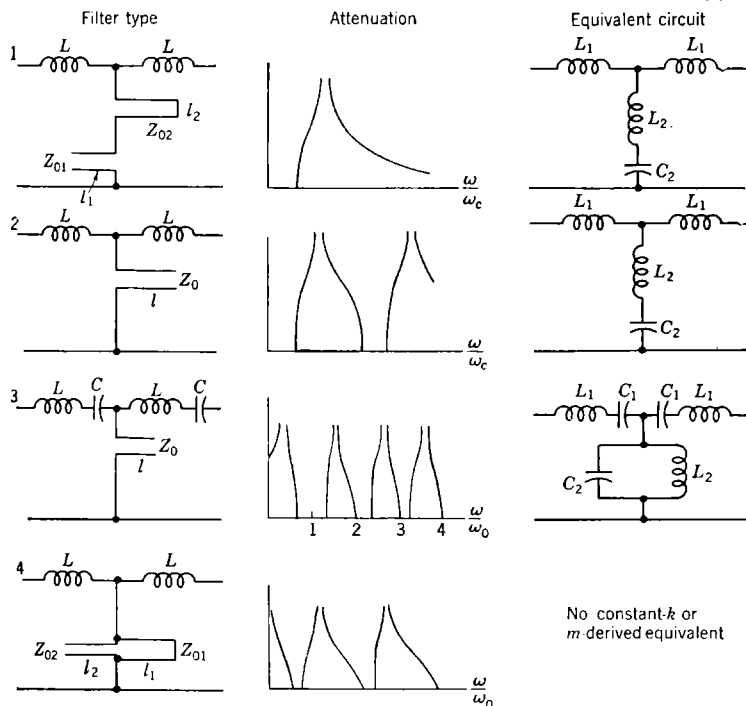 Filter type Attenuation Equivalent circuit
1 L L
l2
Z02
Z01
l1
ω/ωc
L1 L1
L2
C2
2 L L
Z0
l
ω/ωc
L1 L1
L2
C2
3 L C L C
Z0
l
1 2 3 4 ω/ω0
L1 C1 C1 L1
C2 L2
4 L L
Z02 l2 l1 Z01
ω/ω0
No constant-k or
m-derived equivalent